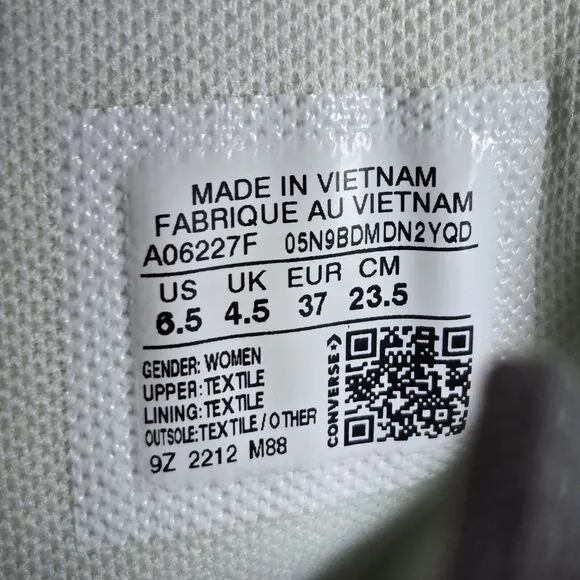 MADE IN VIETNAM
FABRIQUE AU VIETNAM
A06227F 05N9BDMDN2YQD
US UK EUR CM
6.5 4.5 37 23.5
GENDER: WOMEN
UPPER: TEXTILE
LINING: TEXTILE
OUTSOLE: TEXTILE / OTHER
9Z 2212 M88
CONVERSE